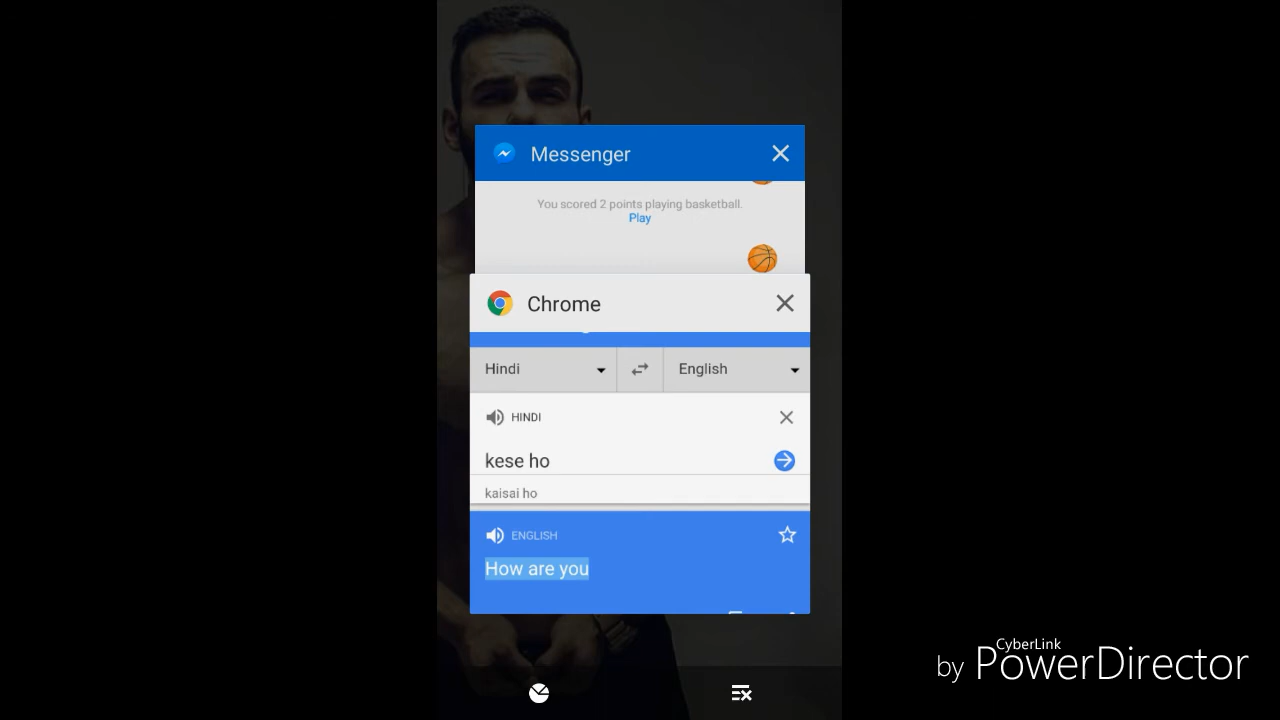 Messenger
You scored 2 points playing basketball.
Play
Chrome
Hindi
English
HINDI
kese ho
kaisai ho
ENGLISH
How are you
CyberLink
by PowerDirector